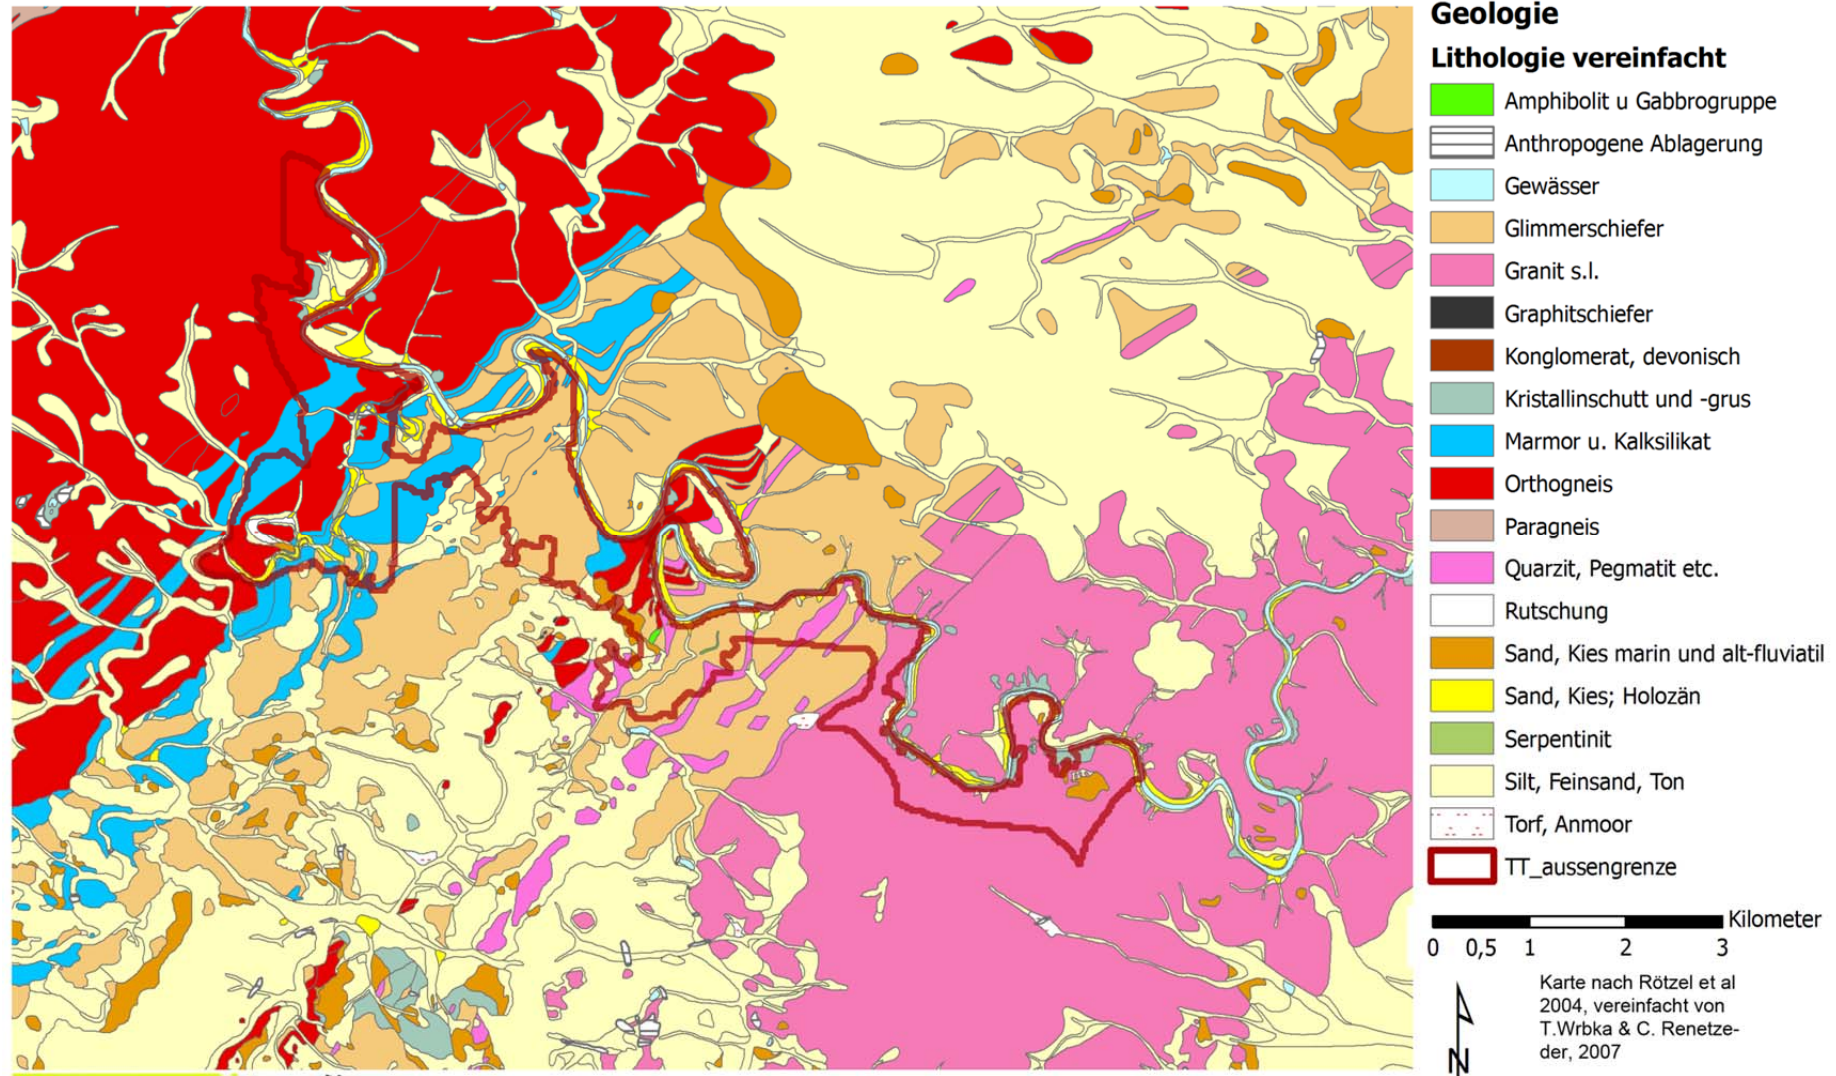 Geologie
Lithologie vereinfacht
Amphibolit u Gabbrogruppe
Anthropogene Ablagerung
Gewässer
Glimmerschiefer
Granit s.l.
Graphitschiefer
Konglomerat, devonisch
Kristallinschutt und -grus
Marmor u. Kalksilikat
Orthogneis
Paragneis
Quarzit, Pegmatit etc.
Rutschung
Sand, Kies marin und alt-fluviatil
Sand, Kies; Holozän
Serpentinit
Silt, Feinsand, Ton
Torf, Anmoor
TT_aussengrenze
Kilometer
0 0,5 1 2 3
Karte nach Rötzel et al
2004, vereinfacht von
T.Wrbka & C. Renetze-
der, 2007
N